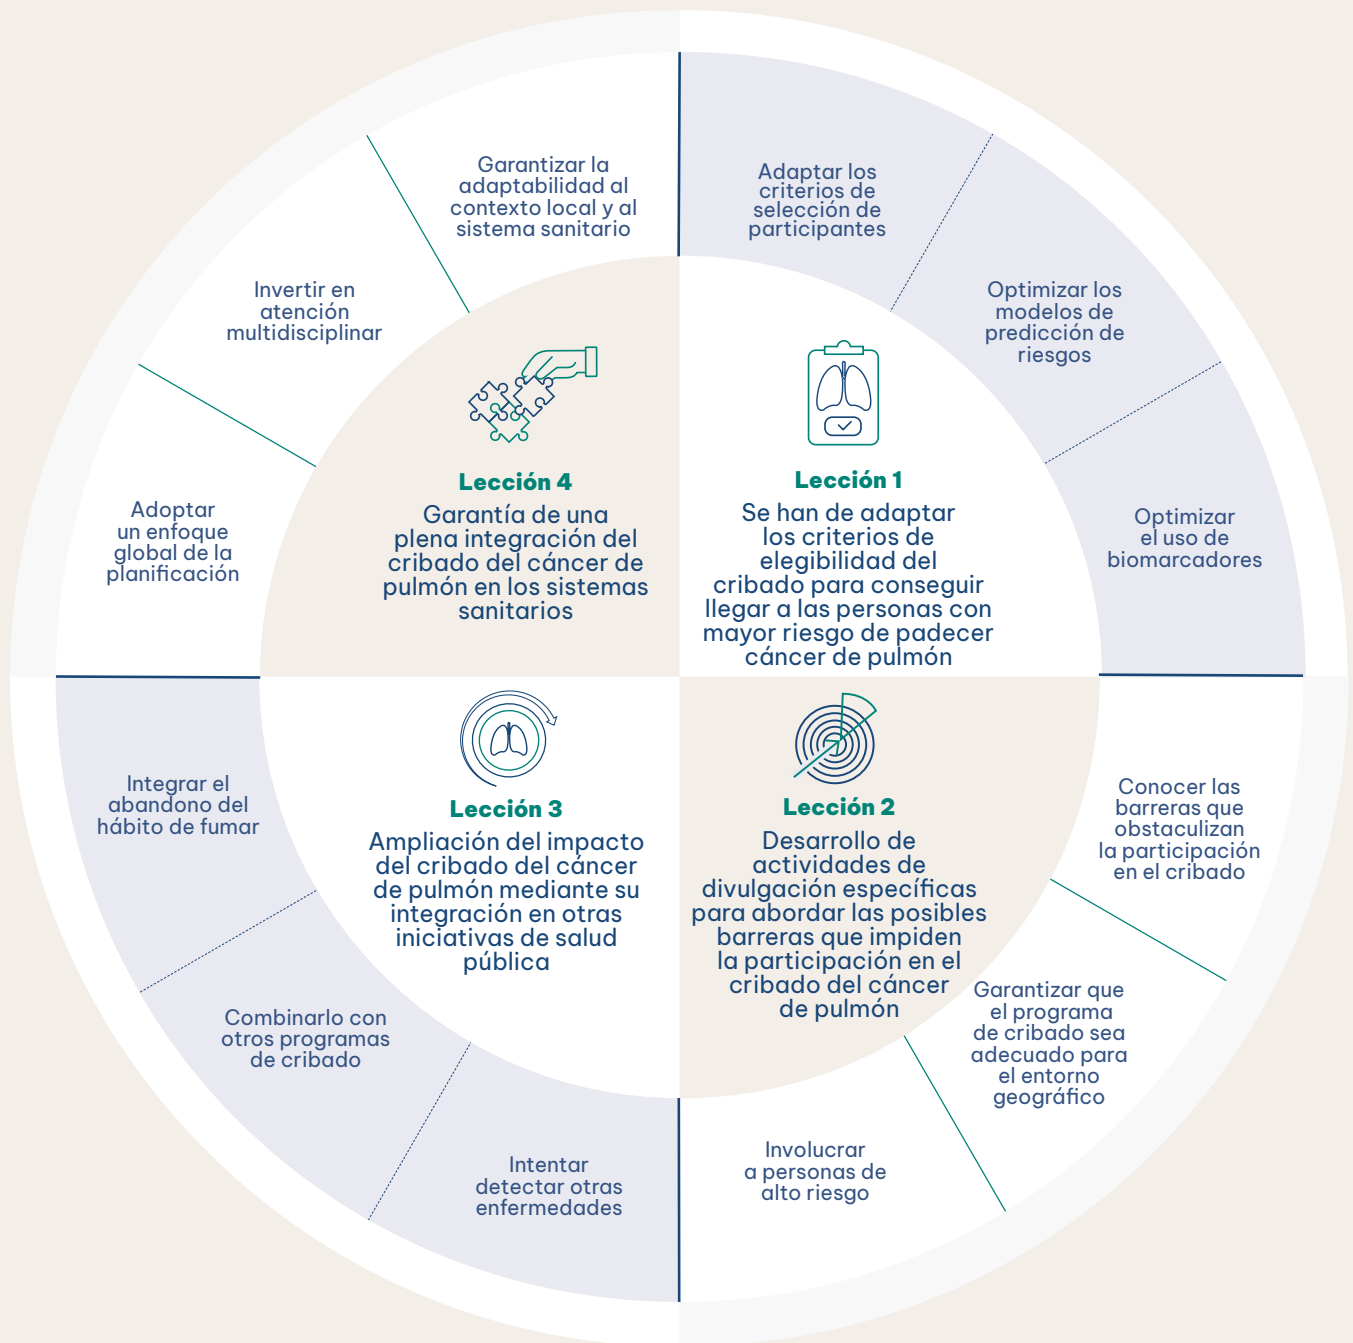 Lección 1
Se han de adaptar
los criterios de
elegibilidad del
cribado para conseguir
llegar a las personas con
mayor riesgo de padecer
cáncer de pulmón
Adaptar los
criterios de
selección de
participantes
Optimizar los
modelos de
predicción de
riesgos
Optimizar
el uso de
biomarcadores
Lección 2
Desarrollo de
actividades de
divulgación específicas
para abordar las posibles
barreras que impiden
la participación en el
cribado del cáncer
de pulmón
Conocer las
barreras que
obstaculizan
la participación
en el cribado
Garantizar que
el programa
de cribado sea
adecuado para
el entorno
geográfico
Involucrar
a personas de
alto riesgo
Lección 3
Ampliación del impacto
del cribado del cáncer
de pulmón mediante su
integración en otras
iniciativas de salud
pública
Intentar
detectar otras
enfermedades
Combinarlo con
otros programas
de cribado
Integrar el
abandono del
hábito de fumar
Lección 4
Garantía de una
plena integración del
cribado del cáncer de
pulmón en los sistemas
sanitarios
Adoptar
un enfoque
global de la
planificación
Invertir en
atención
multidisciplinar
Garantizar la
adaptabilidad al
contexto local y al
sistema sanitario